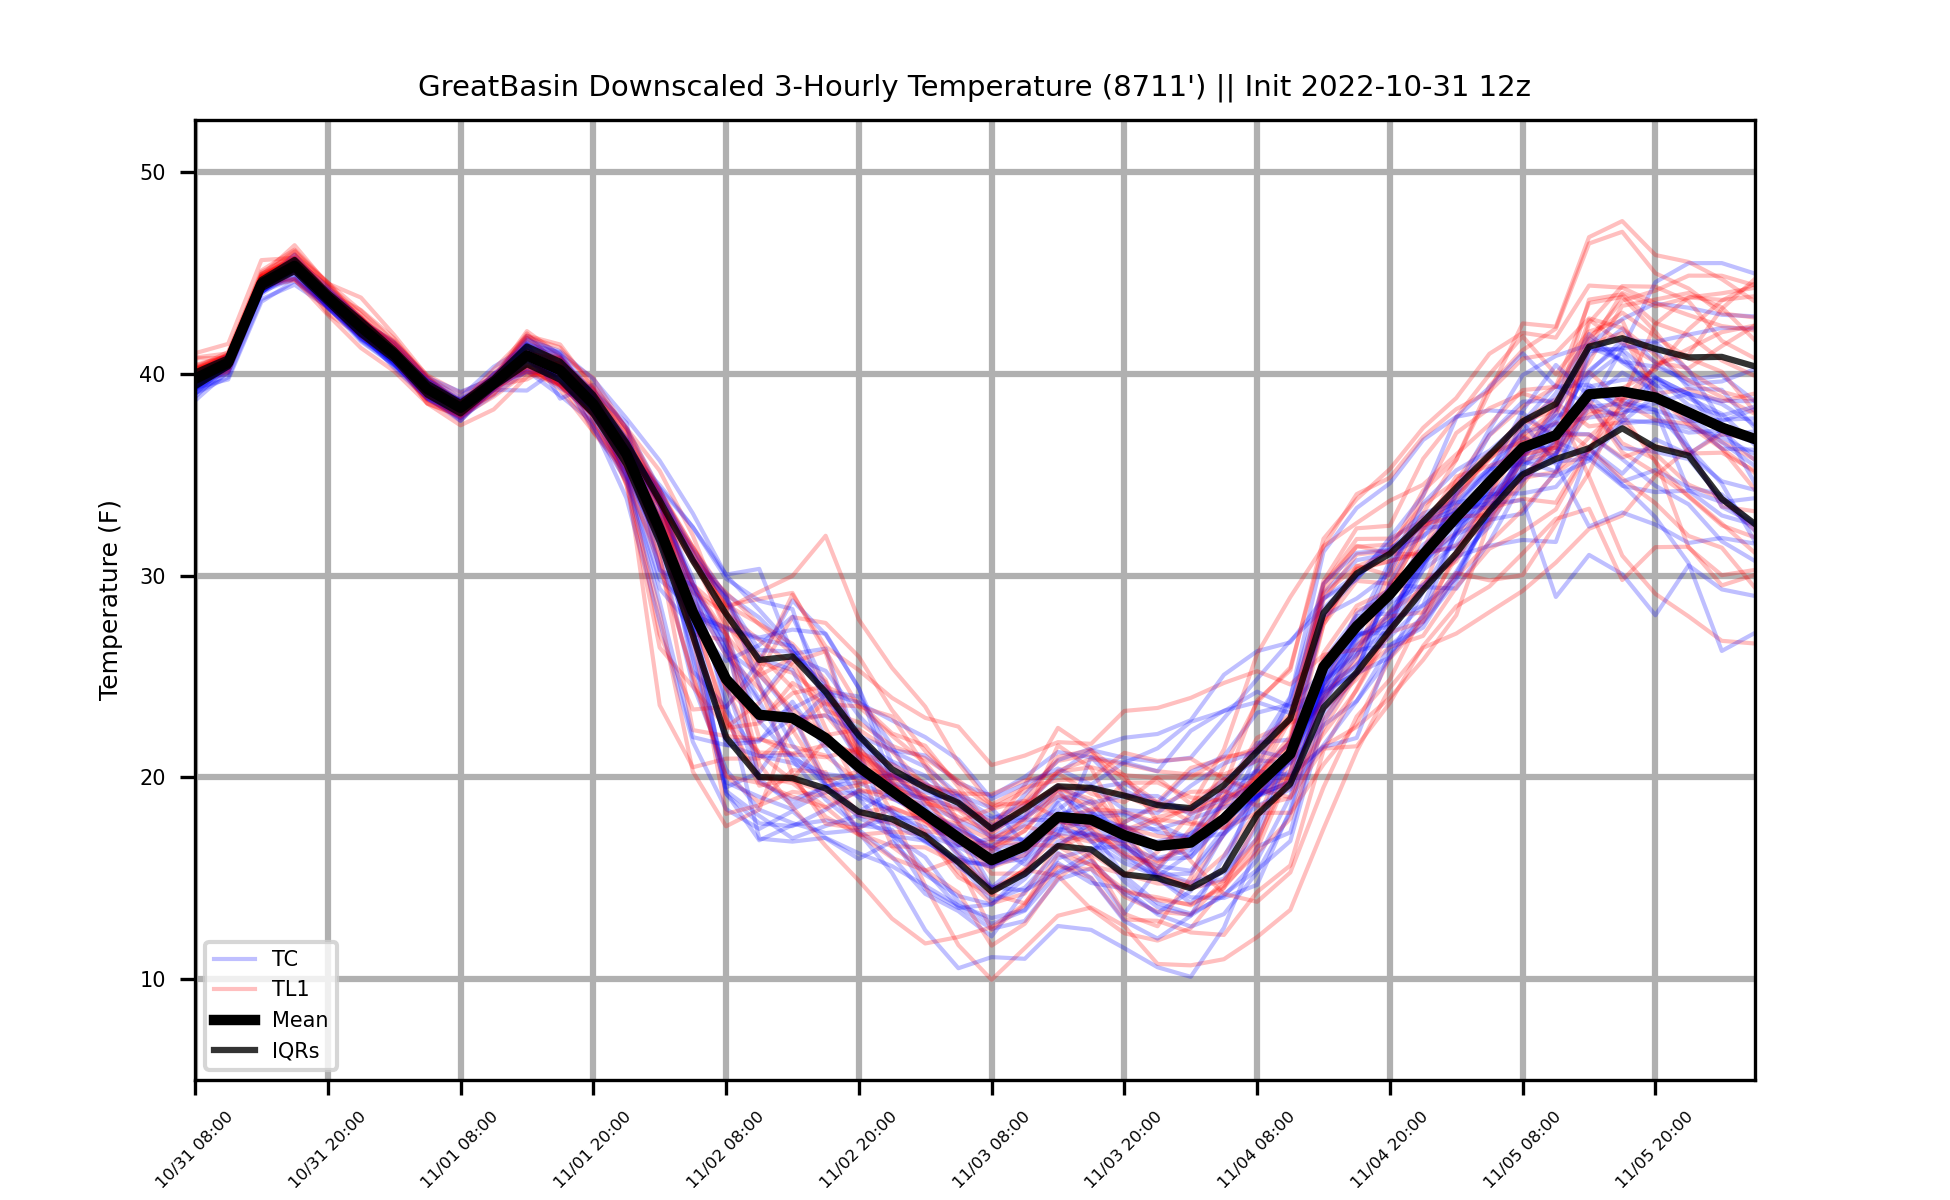 GreatBasin Downscaled 3-Hourly Temperature (8711') || Init 2022-10-31 12z
Temperature (F)
50
40
30
20
10
TC
TL1
Mean
IQRs
10/31 08:00
10/31 20:00
11/01 08:00
11/01 20:00
11/02 08:00
11/02 20:00
11/03 08:00
11/03 20:00
11/04 08:00
11/04 20:00
11/05 08:00
11/05 20:00